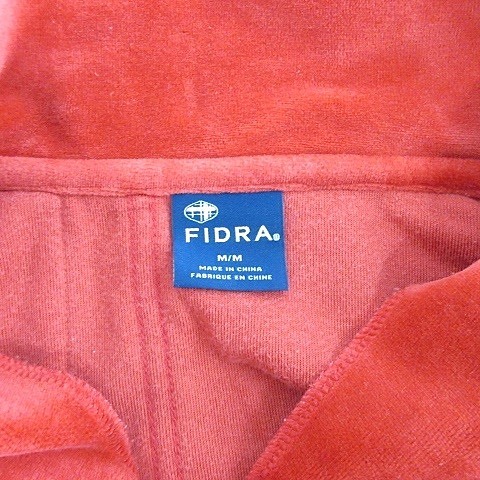 FIDRA®
M/M
MADE IN CHINA
FABRIQUE EN CHINE